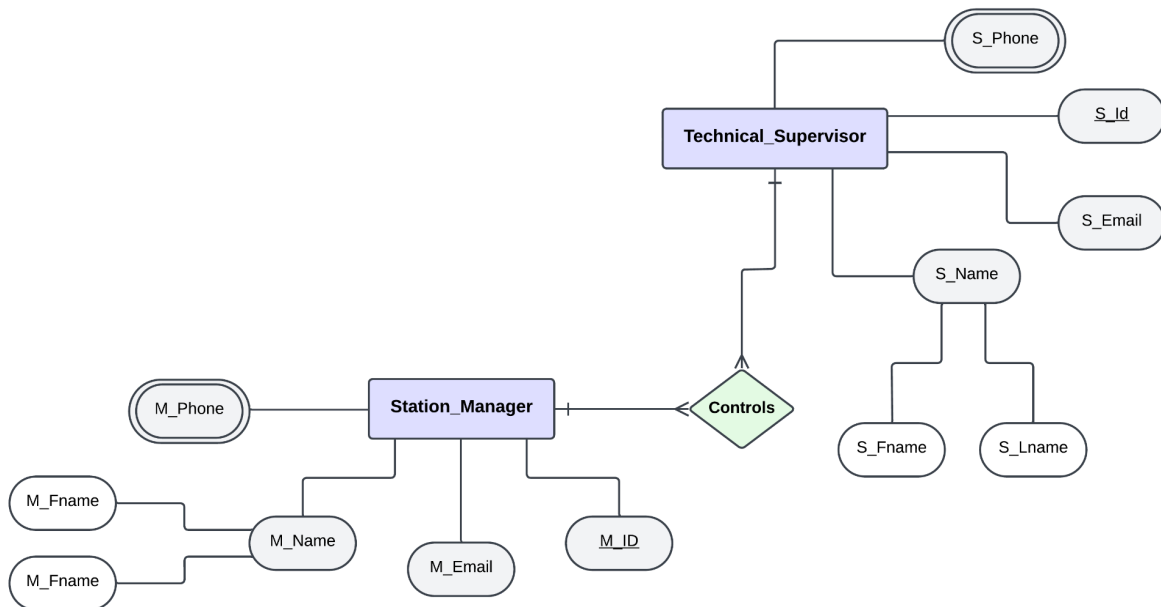 S_Phone
Technical_Supervisor
S_Id
S_Email
S_Name
Station_Manager
M_Phone
Controls
S_Fname
S_Lname
M_Fname
M_Name
M_ID
M_Email
M_Fname